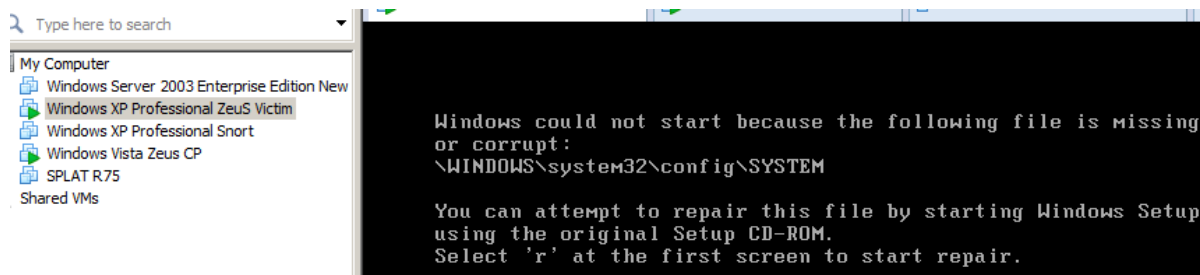 Type here to search
My Computer
Windows Server 2003 Enterprise Edition New
Windows XP Professional ZeuS Victim
Windows XP Professional Snort
Windows Vista Zeus CP
SPLAT R75
Shared VMs
Windows could not start because the following file is missing
or corrupt:
\WINDOWS\system32\config\SYSTEM
You can attempt to repair this file by starting Windows Setup
using the original Setup CD-ROM.
Select 'r' at the first screen to start repair.